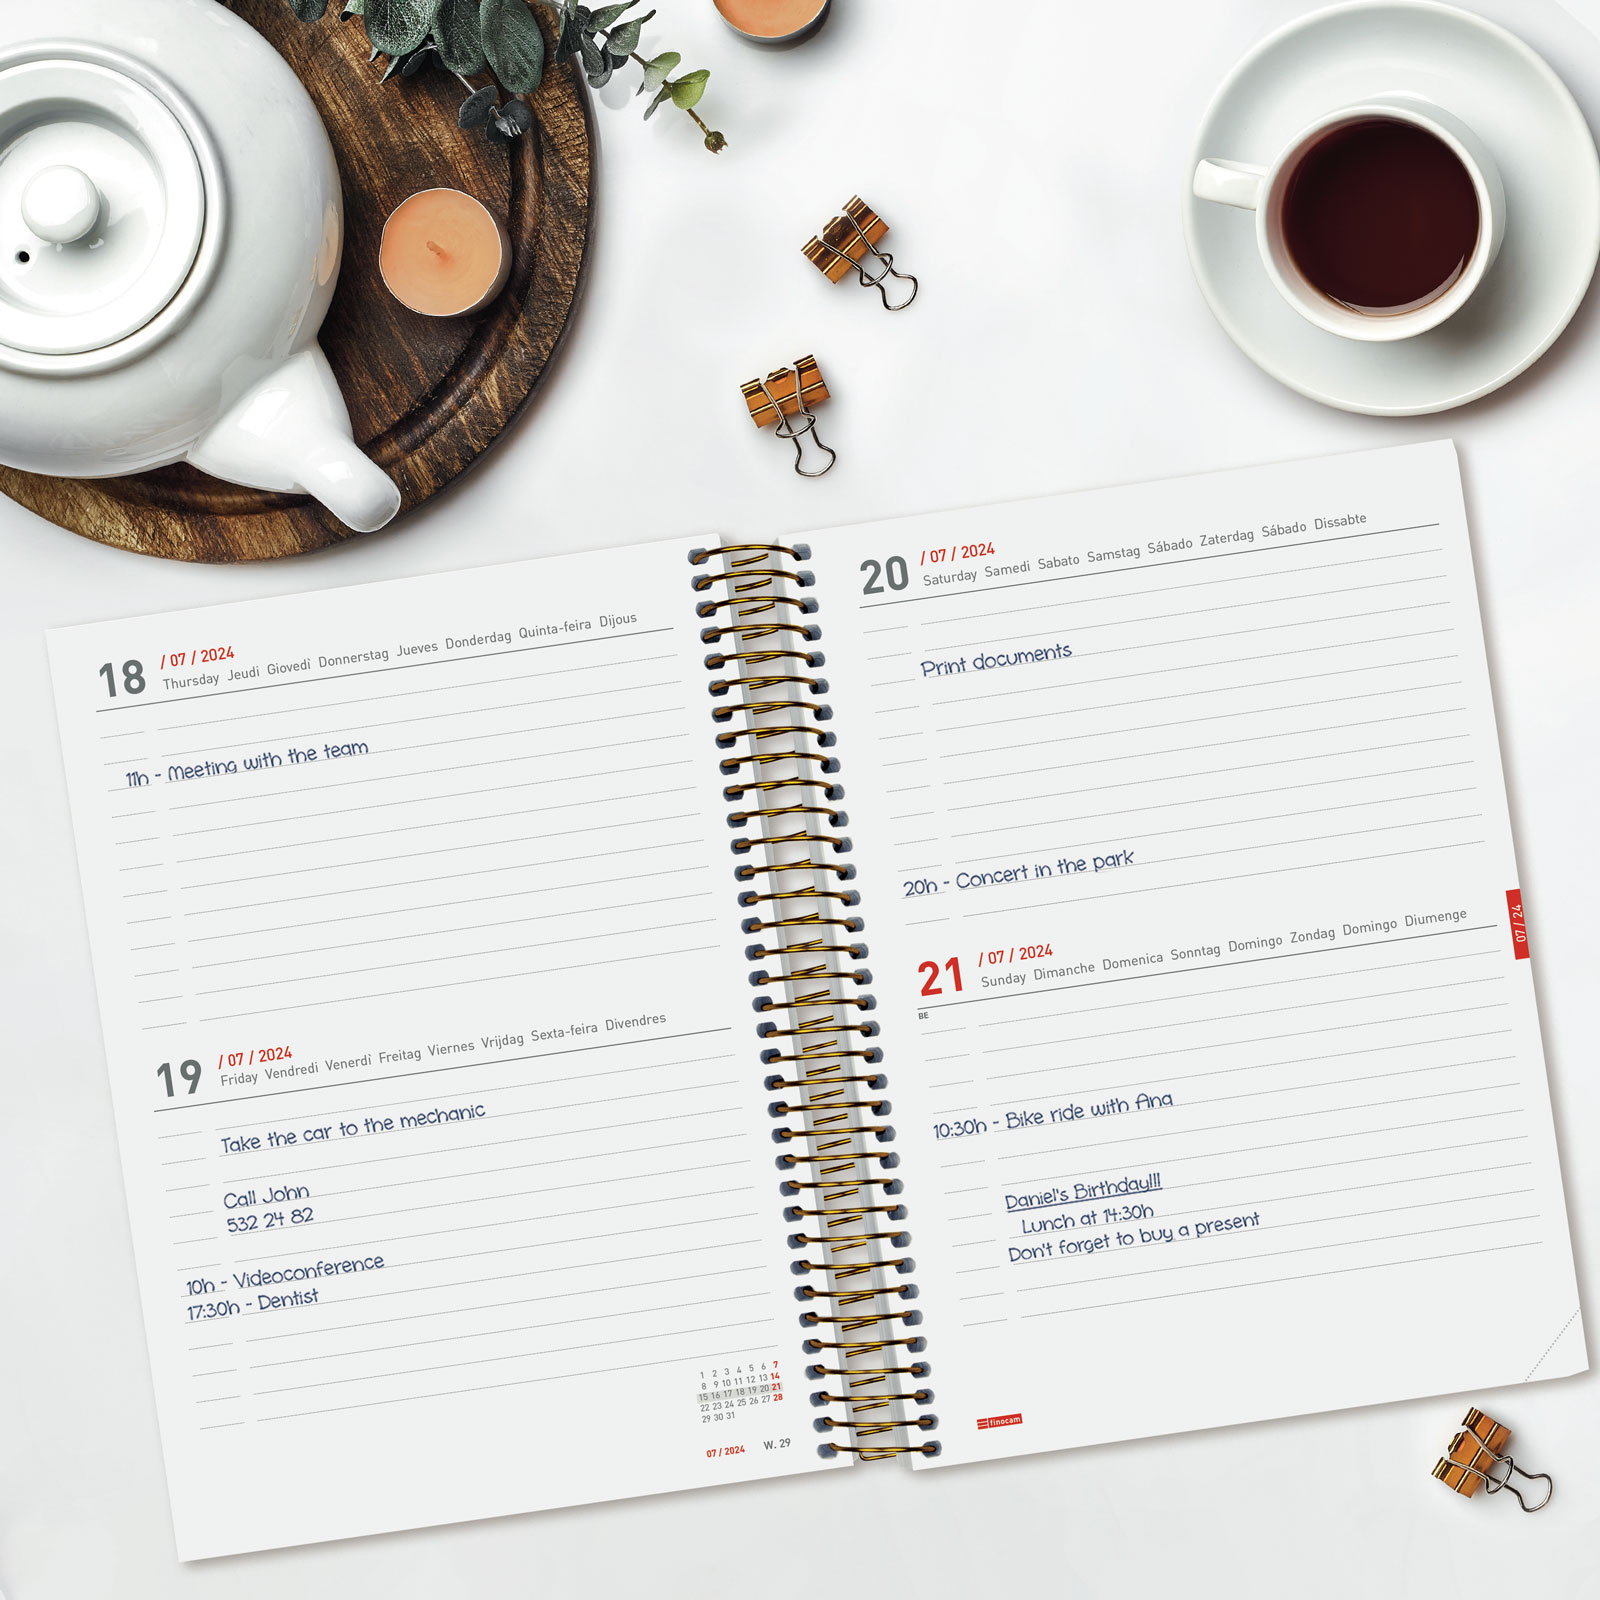 18 / 07 / 2024
Thursday Jeudi Giovedì Donnerstag Jueves Donderdag Quinta-feira Dijous
11h - Meeting with the team
19 / 07 / 2024
Friday Vendredi Venerdì Freitag Viernes Vrijdag Sexta-feira Divendres
Take the car to the mechanic
Call John
532 24 82
10h - Videoconference
17:30h - Dentist
1 2 3 4 5 6 7
8 9 10 11 12 13 14
15 16 17 18 19 20 21
22 23 24 25 26 27 28
29 30 31
07 / 2024 W. 29
20 / 07 / 2024
Saturday Samedi Sabato Samstag Sábado Zaterdag Sábado Dissabte
Print documents
20h - Concert in the park
07 / 24
21 / 07 / 2024
Sunday Dimanche Domenica Sonntag Domingo Zondag Domingo Diumenge
BE
10:30h - Bike ride with Ana
Daniel's Birthday!!!
Lunch at 14:30h
Don't forget to buy a present
finocam